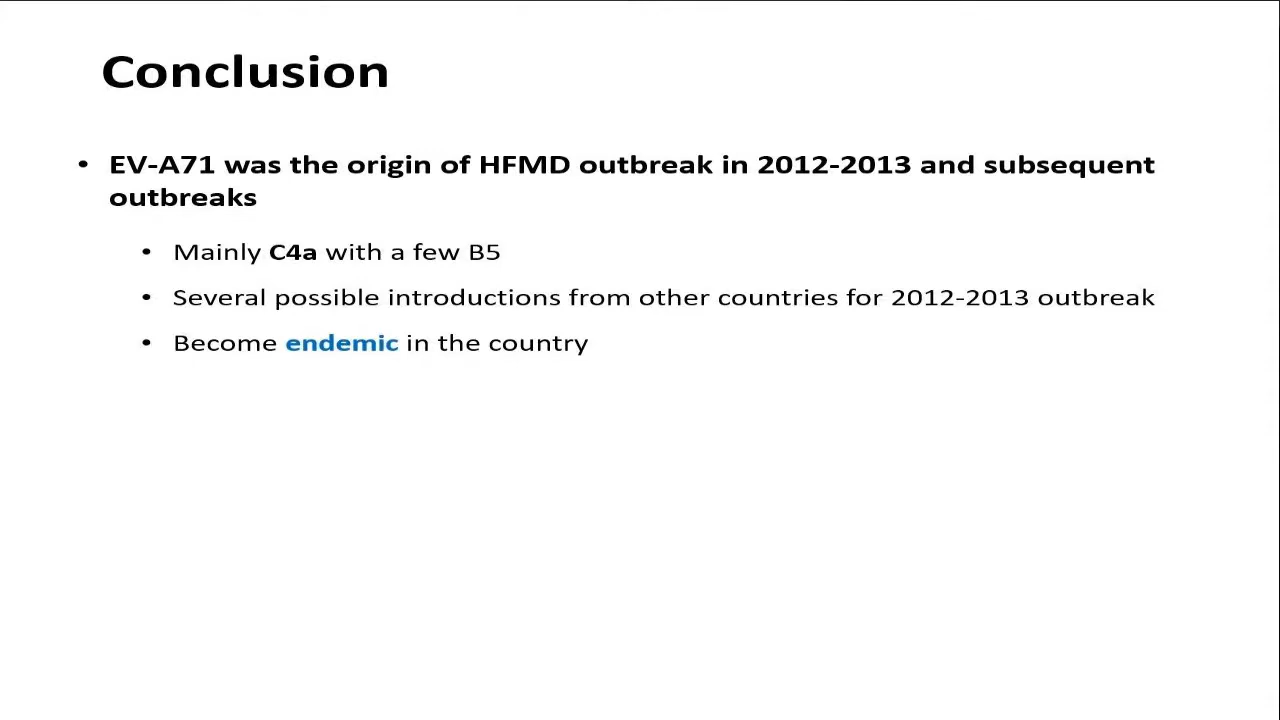 Conclusion
• EV-A71 was the origin of HFMD outbreak in 2012-2013 and subsequent
outbreaks
• Mainly C4a with a few B5
• Several possible introductions from other countries for 2012-2013 outbreak
• Become endemic in the country